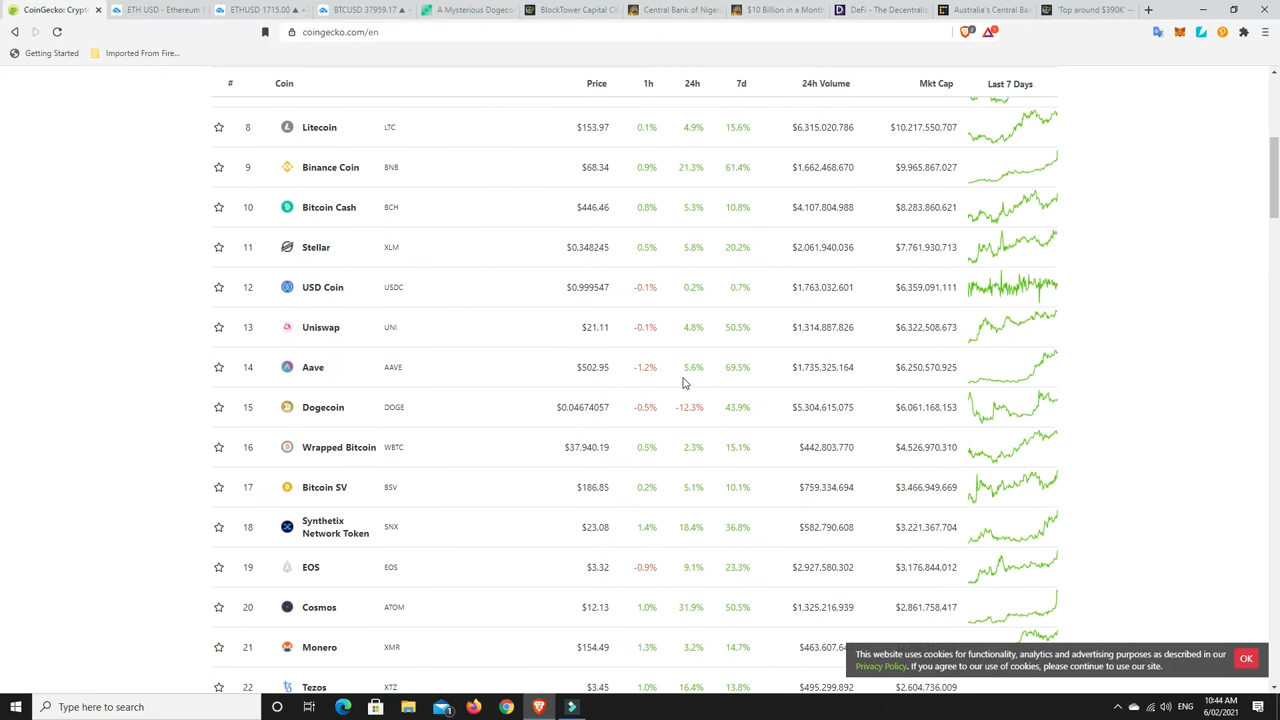 CoinGecko: Crypto
ETH USD - Ethereum
ETHUSD 1715.00 ▲
BTCUSD 37959.17 ▲
A Mysterious Dogeco
BlockTower Capital Cl
Central Bank of Niger
$10 Billion in a Month
DeFi - The Decentrali
Australia's Central Ba
'Top around $390K'
coingecko.com/en
Getting Started
Imported From Fire...
# Coin Price 1h 24h 7d 24h Volume Mkt Cap Last 7 Days
8 Litecoin LTC $153.97 0.1% 4.9% 15.6% $6,315,020,786 $10,217,550,707
9 Binance Coin BNB $68.34 0.9% 21.3% 61.4% $1,662,468,670 $9,965,867,027
10 Bitcoin Cash BCH $446.46 0.8% 5.3% 10.8% $4,107,804,988 $8,283,860,621
11 Stellar XLM $0.348245 0.5% 5.8% 20.2% $2,061,940,036 $7,761,930,713
12 USD Coin USDC $0.999547 -0.1% 0.2% 0.7% $1,763,032,601 $6,359,091,111
13 Uniswap UNI $21.11 -0.1% 4.8% 50.5% $1,314,887,826 $6,322,508,673
14 Aave AAVE $502.95 -1.2% 5.6% 69.5% $1,735,325,164 $6,250,570,925
15 Dogecoin DOGE $0.04674057 -0.5% -12.3% 43.9% $5,304,615,075 $6,061,168,153
16 Wrapped Bitcoin WBTC $37,940.19 0.5% 2.3% 15.1% $442,803,770 $4,526,970,310
17 Bitcoin SV BSV $186.85 0.2% 5.1% 10.1% $759,334,694 $3,466,949,669
18 Synthetix Network Token SNX $23.08 1.4% 18.4% 36.8% $582,790,608 $3,221,367,704
19 EOS EOS $3.32 -0.9% 9.1% 23.3% $2,927,580,302 $3,176,844,012
20 Cosmos ATOM $12.13 1.0% 31.9% 50.5% $1,325,216,939 $2,861,758,417
21 Monero XMR $154.49 1.3% 3.2% 14.7%
22 Tezos XTZ $3.45 1.0% 16.4% 13.8% $495,299,892 $2,604,736,009
This website uses cookies for functionality, analytics and advertising purposes as described in our
Privacy Policy. If you agree to our use of cookies, please continue to use our site.
OK
Type here to search
ENG
10:44 AM
6/02/2021